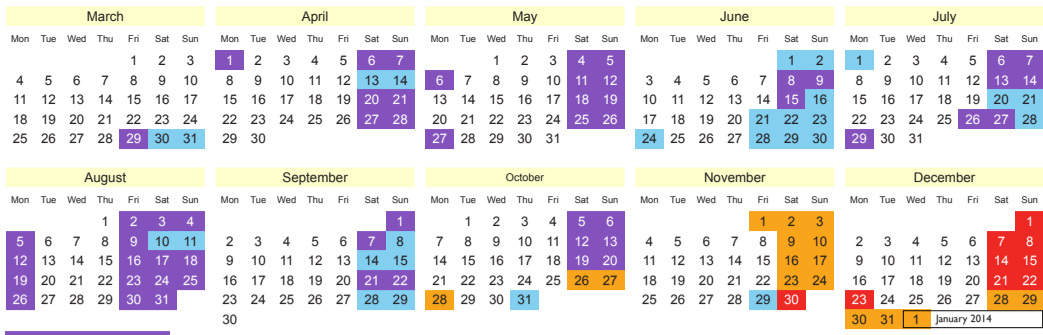 March April May June July
Mon Tue Wed Thu Fri Sat Sun Mon Tue Wed Thu Fri Sat Sun Mon Tue Wed Thu Fri Sat Sun Mon Tue Wed Thu Fri Sat Sun Mon Tue Wed Thu Fri Sat Sun
1 2 3 1 2 3 4 5 6 7 1 2 3 4 5 1 2 1 2 3 4 5 6 7
4 5 6 7 8 9 10 8 9 10 11 12 13 14 6 7 8 9 10 11 12 3 4 5 6 7 8 9 8 9 10 11 12 13 14
11 12 13 14 15 16 17 15 16 17 18 19 20 21 13 14 15 16 17 18 19 10 11 12 13 14 15 16 15 16 17 18 19 20 21
18 19 20 21 22 23 24 22 23 24 25 26 27 28 20 21 22 23 24 25 26 17 18 19 20 21 22 23 22 23 24 25 26 27 28
25 26 27 28 29 30 31 29 30 27 28 29 30 31 24 25 26 27 28 29 30 29 30 31
August September October November December
Mon Tue Wed Thu Fri Sat Sun Mon Tue Wed Thu Fri Sat Sun Mon Tue Wed Thu Fri Sat Sun Mon Tue Wed Thu Fri Sat Sun Mon Tue Wed Thu Fri Sat Sun
1 2 3 4 1 1 2 3 4 5 6 1 2 3 1
5 6 7 8 9 10 11 2 3 4 5 6 7 8 7 8 9 10 11 12 13 4 5 6 7 8 9 10 2 3 4 5 6 7 8
12 13 14 15 16 17 18 9 10 11 12 13 14 15 14 15 16 17 18 19 20 11 12 13 14 15 16 17 9 10 11 12 13 14 15
19 20 21 22 23 24 25 16 17 18 19 20 21 22 21 22 23 24 25 26 27 18 19 20 21 22 23 24 16 17 18 19 20 21 22
26 27 28 29 30 31 23 24 25 26 27 28 29 28 29 30 31 25 26 27 28 29 30 23 24 25 26 27 28 29
30 30 31 1 January 2014